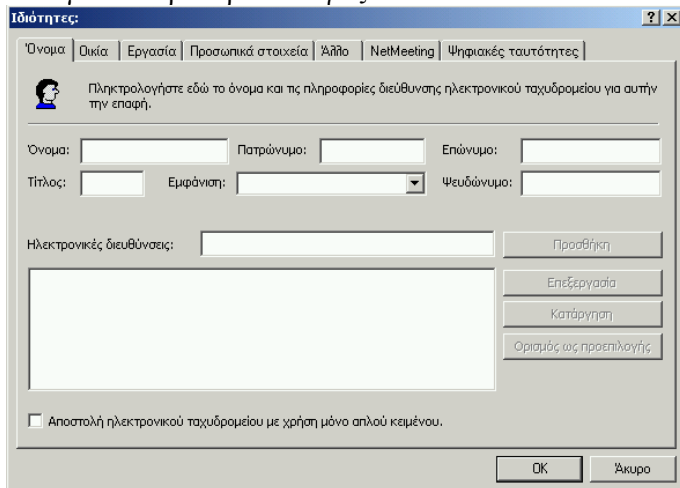 Ιδιότητες:
Όνομα Οικία Εργασία Προσωπικά στοιχεία Άλλο NetMeeting Ψηφιακές ταυτότητες
Πληκτρολογήστε εδώ το όνομα και τις πληροφορίες διεύθυνσης ηλεκτρονικού ταχυδρομείου για αυτήν
την επαφή.
Όνομα: Πατρώνυμο: Επώνυμο:
Τίτλος: Εμφάνιση: Ψευδώνυμο:
Ηλεκτρονικές διευθύνσεις: Προσθήκη
Επεξεργασία
Κατάργηση
Ορισμός ως προεπιλογής
Αποστολή ηλεκτρονικού ταχυδρομείου με χρήση μόνο απλού κειμένου.
OK Άκυρο